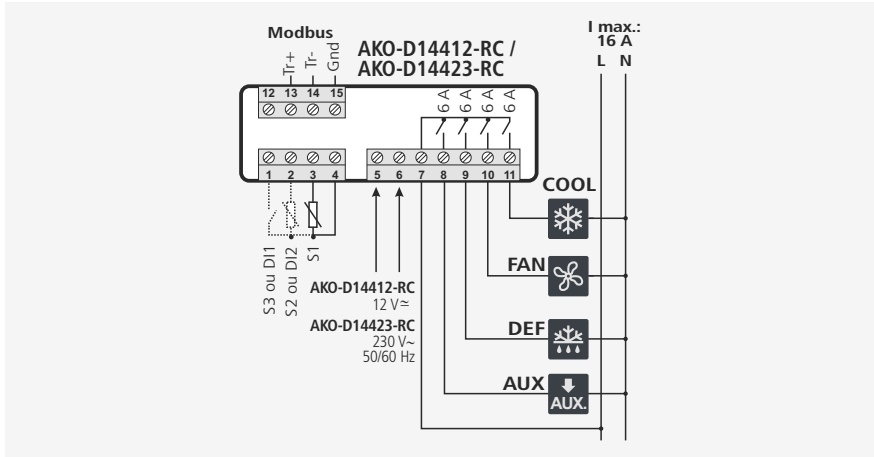 Modbus
Tr+
Tr-
Gnd
AKO-D14412-RC /
AKO-D14423-RC
I max.:
16 A
L N
12 13 14 15
6 A
6 A
6 A
6 A
1 2 3 4 5 6 7 8 9 10 11
COOL
S3 ou DI1
S2 ou DI2
S1
FAN
AKO-D14412-RC
12 V≃
AKO-D14423-RC
230 V~
50/60 Hz
DEF
AUX
AUX.